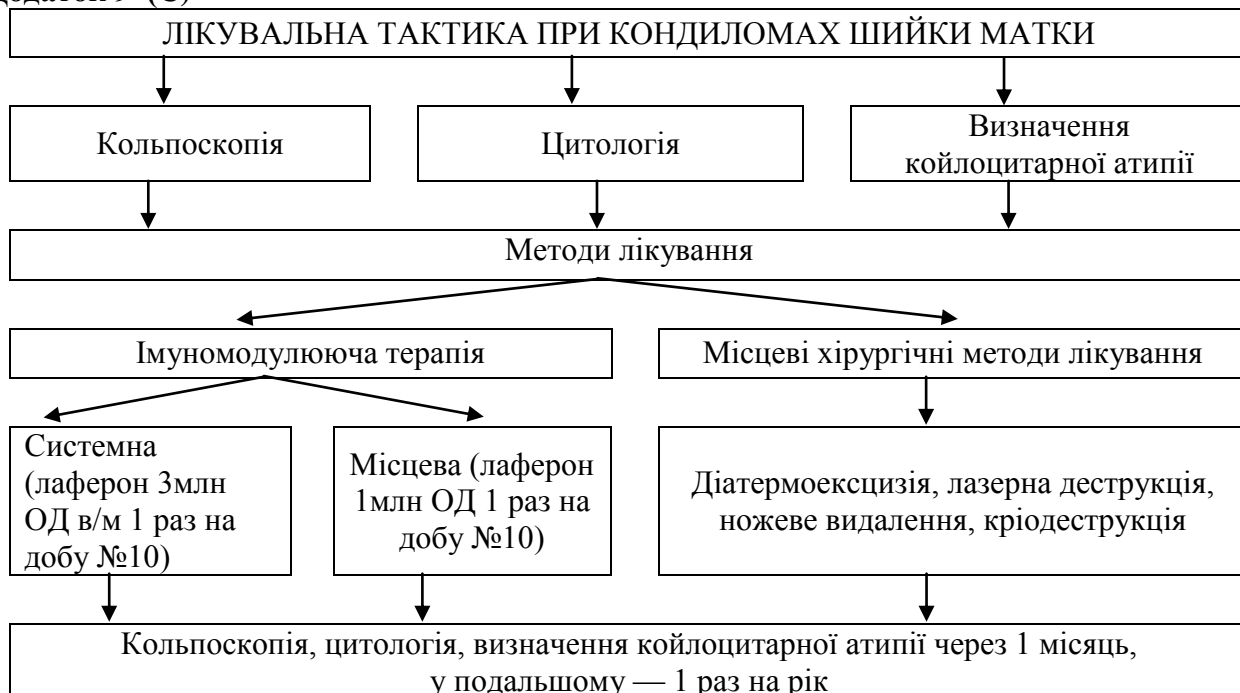 Додаток 9 (С)
ЛІКУВАЛЬНА ТАКТИКА ПРИ КОНДИЛОМАХ ШИЙКИ МАТКИ
Кольпоскопія
Цитологія
Визначення
койлоцитарної атипії
Методи лікування
Імуномодулююча терапія
Місцеві хірургічні методи лікування
Системна
(лаферон 3млн
ОД в/м 1 раз на
добу №10)
Місцева (лаферон
1млн ОД 1 раз на
добу №10)
Діатермоексцизія, лазерна деструкція,
ножеве видалення, кріодеструкція
Кольпоскопія, цитологія, визначення койлоцитарної атипії через 1 місяць,
у подальшому — 1 раз на рік